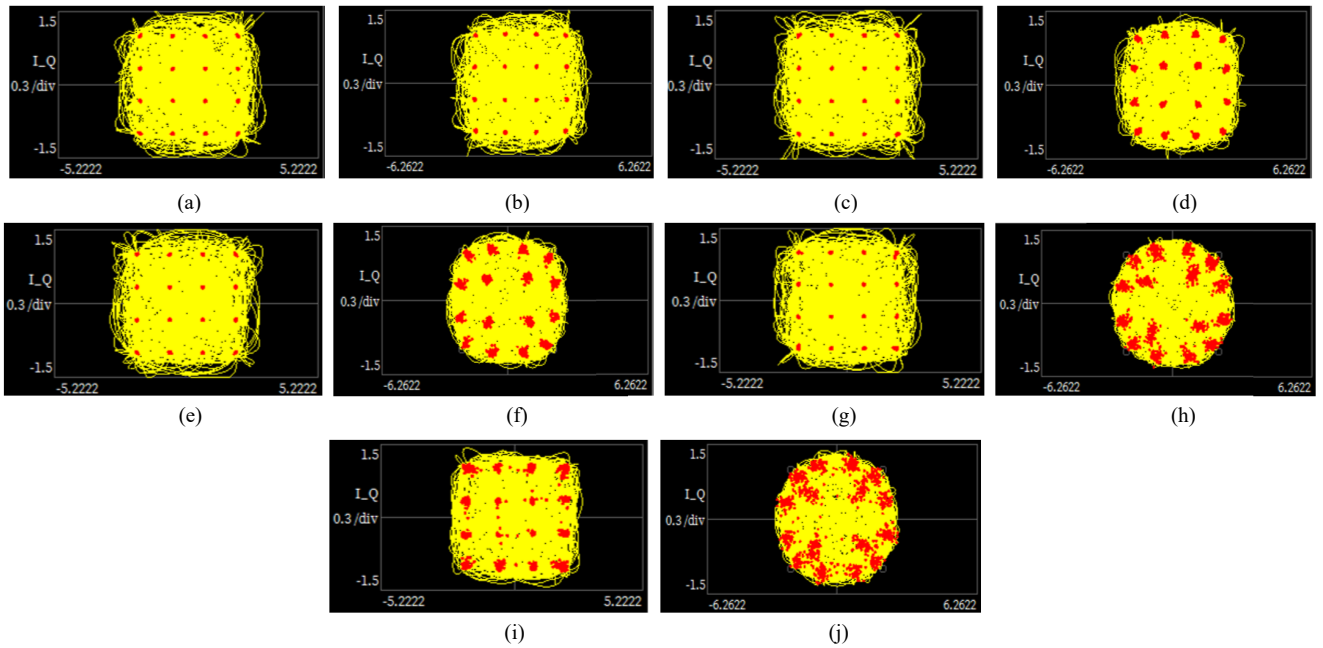 1.5
I_Q
0.3 /div
-1.5
-5.2222 5.2222
(a)
1.5
I_Q
0.3 /div
-1.5
-6.2622 6.2622
(b)
1.5
I_Q
0.3 /div
-1.5
-5.2222 5.2222
(c)
1.5
I_Q
0.3 /div
-1.5
-6.2622 6.2622
(d)
1.5
I_Q
0.3 /div
-1.5
-5.2222 5.2222
(e)
1.5
I_Q
0.3 /div
-1.5
-6.2622 6.2622
(f)
1.5
I_Q
0.3 /div
-1.5
-5.2222 5.2222
(g)
1.5
I_Q
0.3 /div
-1.5
-6.2622 6.2622
(h)
1.5
I_Q
0.3 /div
-1.5
-5.2222 5.2222
(i)
1.5
I_Q
0.3 /div
-1.5
-6.2622 6.2622
(j)